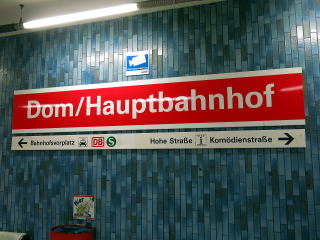 Dom/Hauptbahnhof
Bahnhofsvorplatz DB S Hohe Straße i Komödienstraße